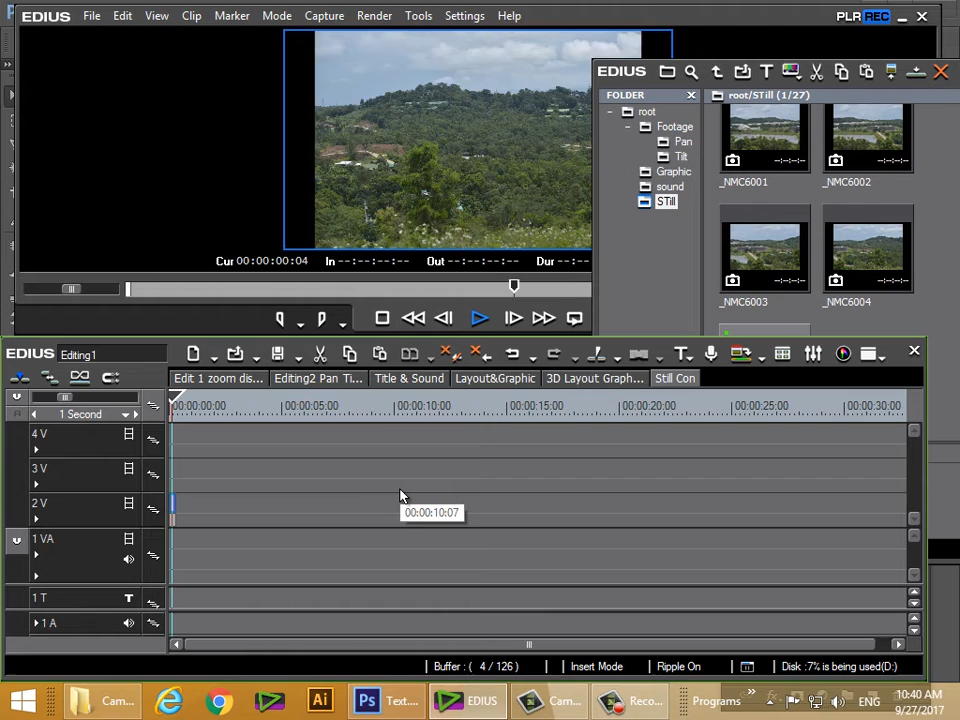 EDIUS File Edit View Clip Marker Mode Capture Render Tools Settings Help PLR REC
EDIUS
FOLDER
root/STill (1/27)
root
Footage
Pan
Tilt
Graphic
sound
STill
--:--:--:-- --:--:--:--
_NMC6001 _NMC6002
--:--:--:-- --:--:--:--
_NMC6003 _NMC6004
Cur 00:00:00:04 In --:--:--:-- Out --:--:--:-- Dur --:--
EDIUS Editing1
Edit 1 zoom dis... Editing2 Pan Ti... Title & Sound Layout&Graphic 3D Layout Graph... Still Con
1 Second
00:00:00:00 00:00:05:00 00:00:10:00 00:00:15:00 00:00:20:00 00:00:25:00 00:00:30:00
4 V
3 V
2 V
00:00:10:07
1 VA
1 T T
1 A
Buffer : ( 4 / 126 ) Insert Mode Ripple On Disk :7% is being used(D:)
Cam... Ai Ps Text... EDIUS Cam... Reco... Programs ENG
10:40 AM
9/27/2017